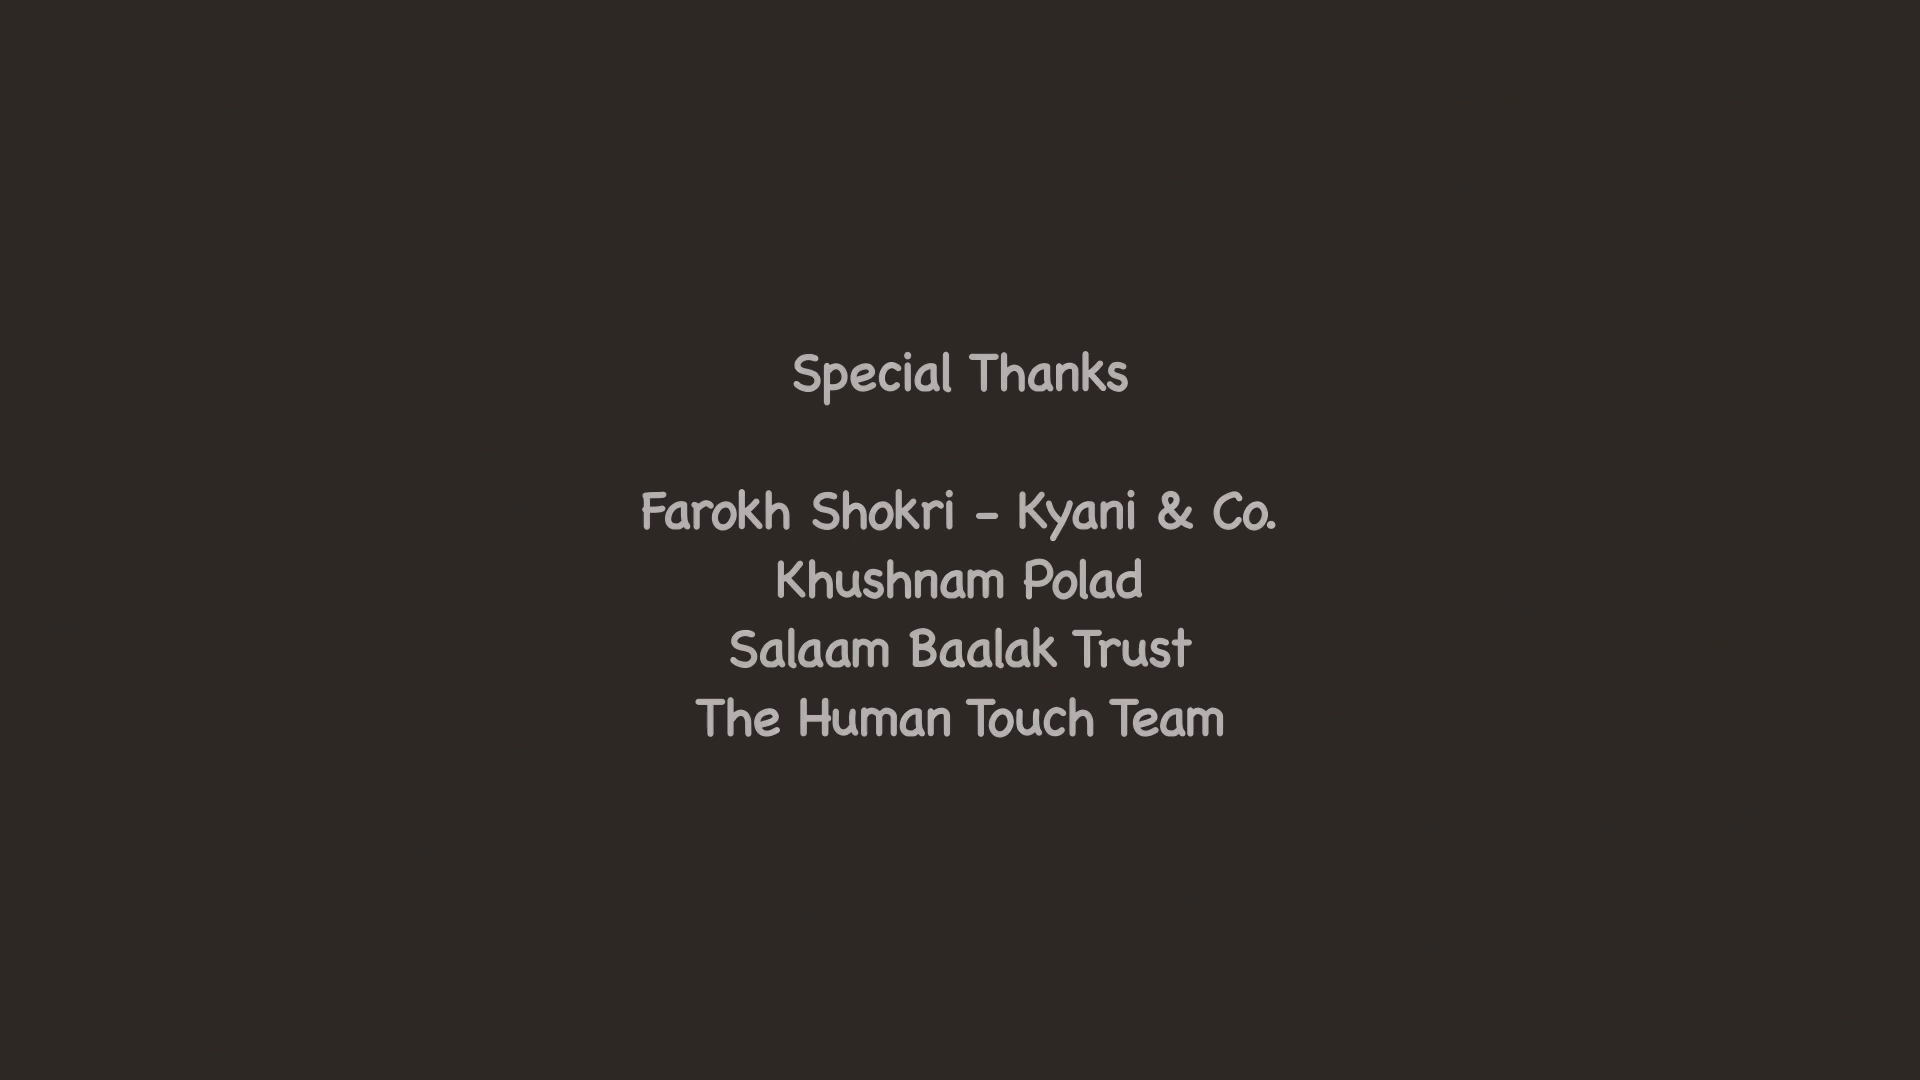 Special Thanks
Farokh Shokri - Kyani & Co.
Khushnam Polad
Salaam Baalak Trust
The Human Touch Team